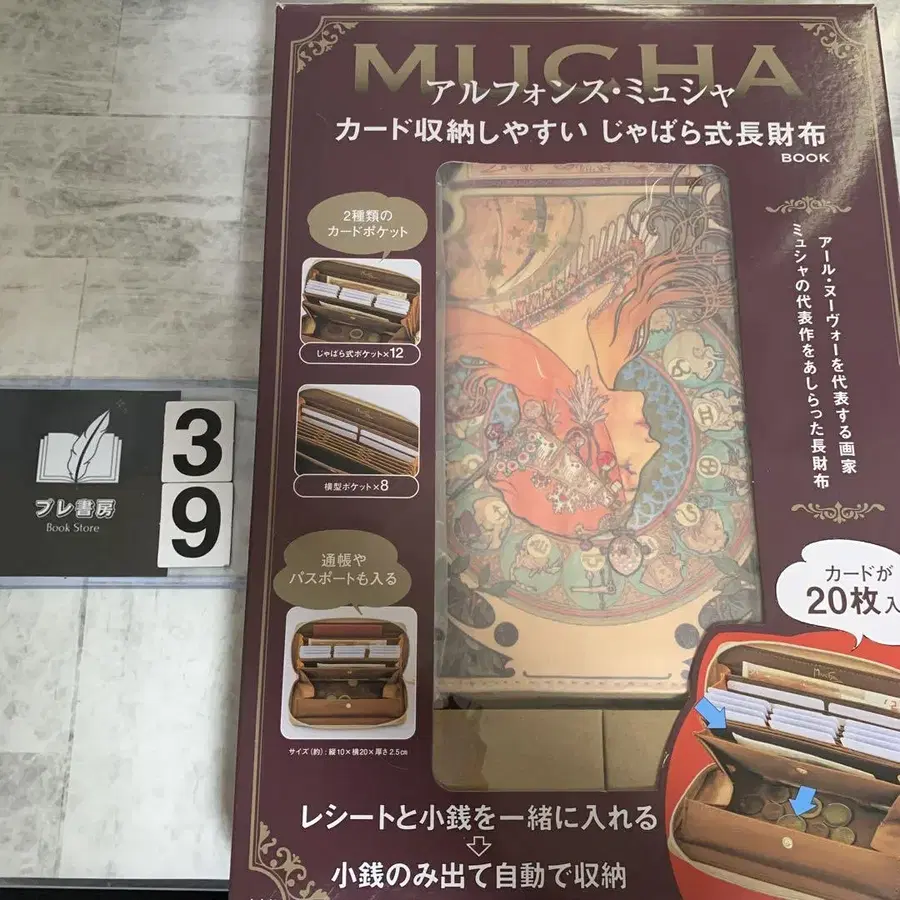 MUCHA
アルフォンス・ミュシャ
カード収納しやすい じゃばら式長財布
BOOK
2種類の
カードポケット
じゃばら式ポケット×12
横型ポケット×8
通帳や
パスポートも入る
サイズ（約）：縦10×横20×厚さ2.5cm
アール・ヌーヴォーを代表する画家
ミュシャの代表作をあしらった長財布
カードが
20枚入
レシートと小銭を一緒に入れる
小銭のみ出て自動で収納
ブレ書房
Book Store
3
9